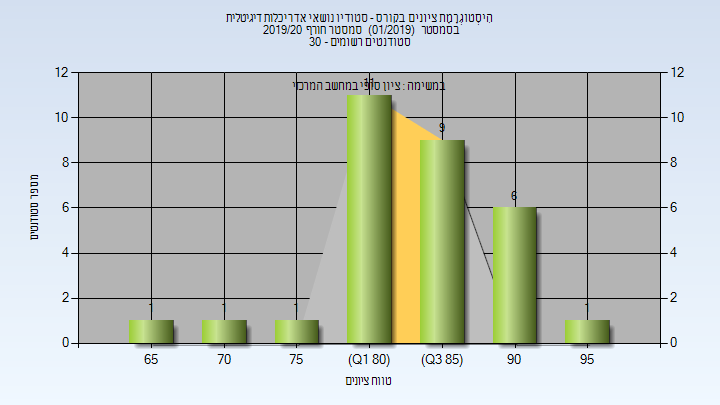 היסטוגרמת ציונים בקורס - סטודיו נושאי אדריכלות דיגיטלית
בסמסטר (01/2019) סמסטר חורף 2019/20
סטודנטים רשומים - 30
במשימה : ציון סופי במחשב המרכזי
12 12
10 10
8 8
6 6
4 4
2 2
0 0
1 1 1 11 9 6 1
מספר סטודנטים
65 70 75 (Q1 80) (Q3 85) 90 95
טווח ציונים